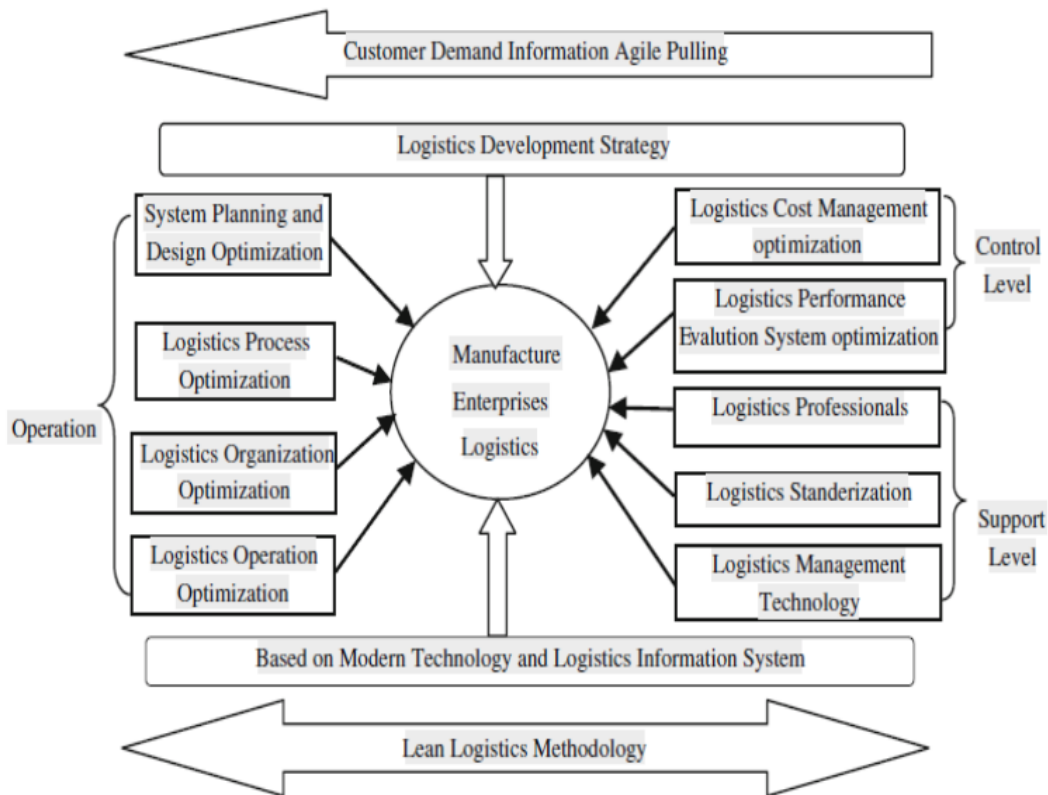 Customer Demand Information Agile Pulling
Logistics Development Strategy
System Planning and
Design Optimization
Logistics Process
Optimization
Operation
Logistics Organization
Optimization
Logistics Operation
Optimization
Manufacture
Enterprises
Logistics
Logistics Cost Management
optimization
Logistics Performance
Evalution System optimization
Control
Level
Logistics Professionals
Logistics Standerization
Logistics Management
Technology
Support
Level
Based on Modern Technology and Logistics Information System
Lean Logistics Methodology